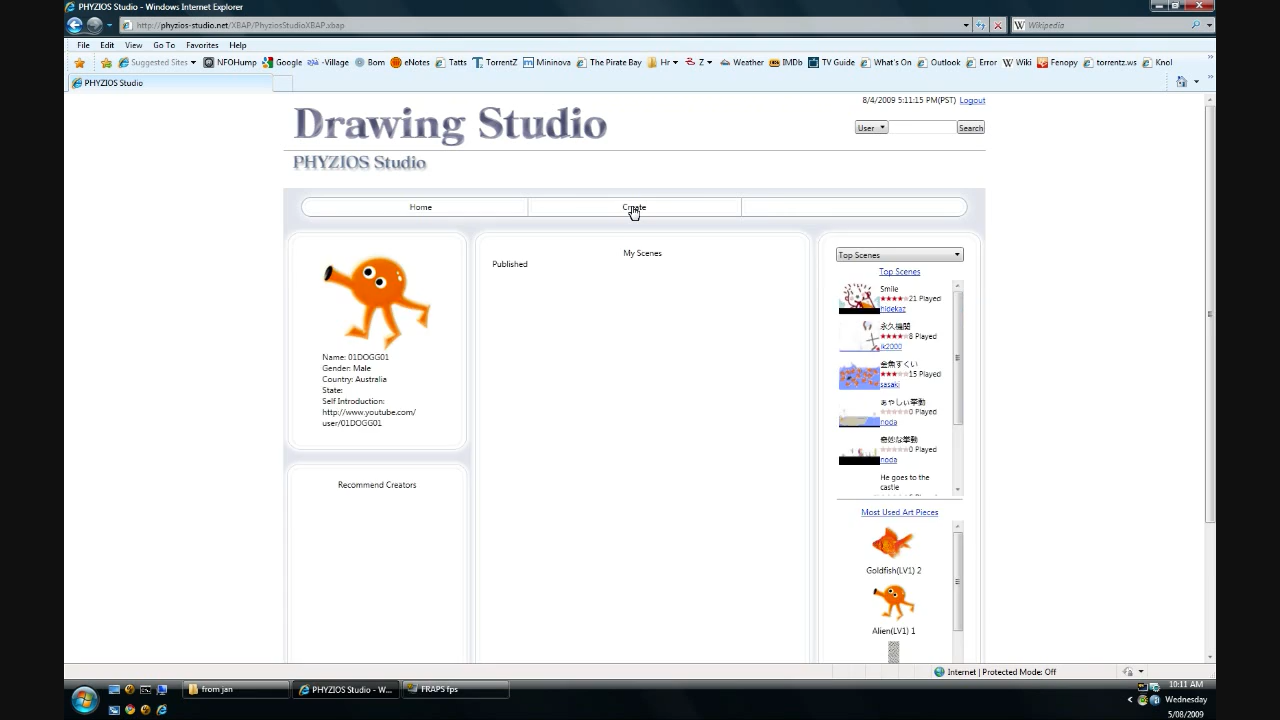 PHYZIOS Studio - Windows Internet Explorer
http://phyzios-studio.net/XBAP/PhyziosStudioXBAP.xbap
Wikipedia
File Edit View Go To Favorites Help
Suggested Sites NFOHump Google -Village Bom eNotes Tatts TorrentZ Mininova The Pirate Bay Hr Z Weather IMDb TV Guide What's On Outlook Error Wiki Fenopy torrentz.ws Knol
PHYZIOS Studio
8/4/2009 5:11:15 PM(PST) Logout
Drawing Studio
User Search
PHYZIOS Studio
Home Create
My Scenes
Published
Name: 01DOGG01
Gender: Male
Country: Australia
State:
Self Introduction:
http://www.youtube.com/
user/01DOGG01
Recommend Creators
Top Scenes
Top Scenes
Smile
21 Played
hidekaz
永久機関
8 Played
jk2000
金魚すくい
15 Played
sasaki
あやしい挙動
0 Played
noda
奇妙な挙動
0 Played
noda
He goes to the
castle
Most Used Art Pieces
Goldfish(LV1) 2
Alien(LV1) 1
Internet | Protected Mode: Off
from jan PHYZIOS Studio - W... FRAPS fps
10:11 AM
Wednesday
5/08/2009